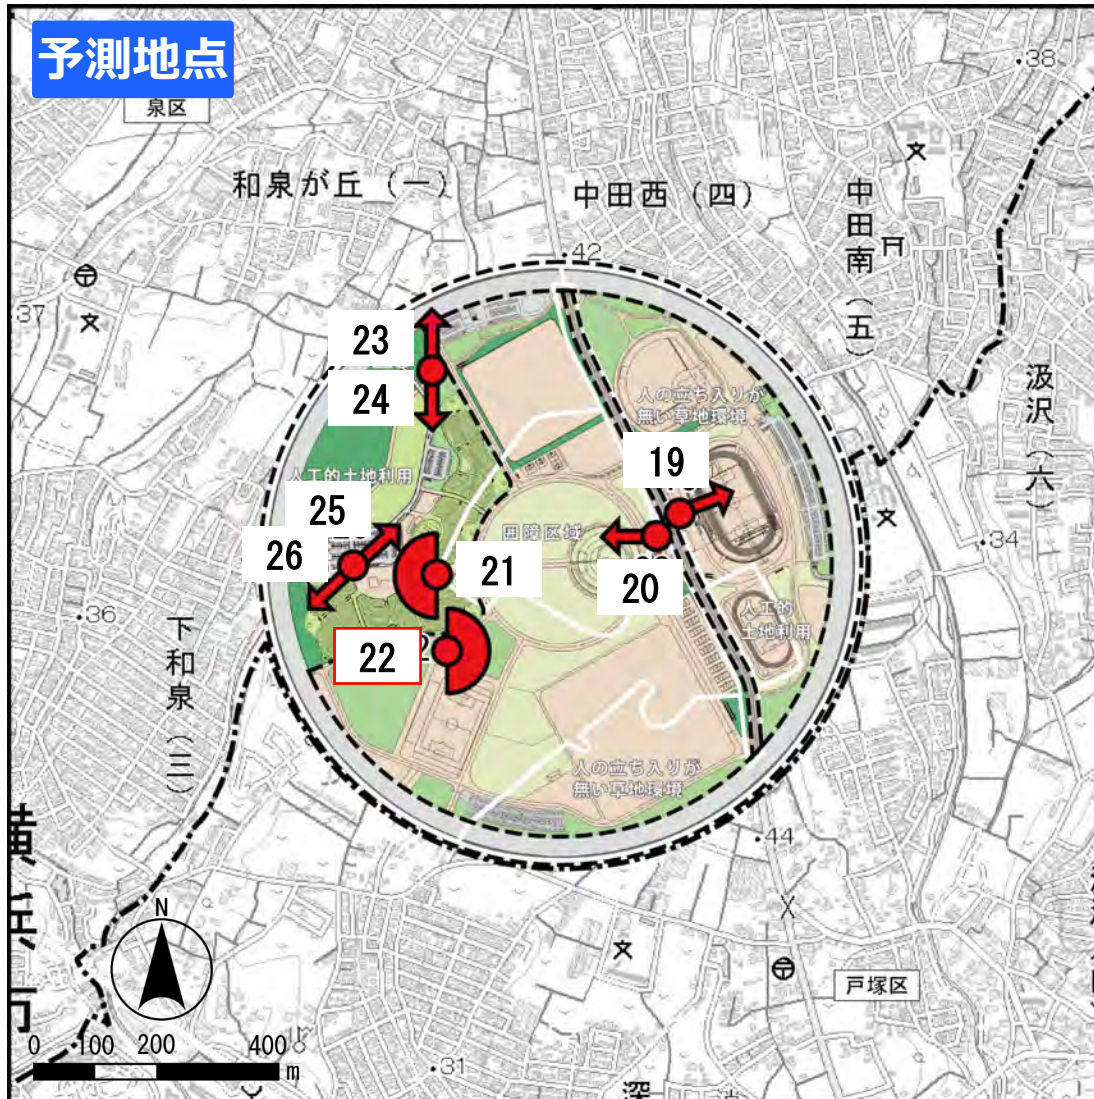 予測地点
泉区
・38
和泉が丘（一）
中田西（四）
中田南（五）
42
37
23
24
汲沢（六）
人の立ち入りが
無い草地環境
19
人工的土地利用
25
囲障区域
26
21
20
・34
・36
人工的
土地利用
下和泉（三）
22
人の立ち入りが
無い草地環境
・44
N
戸塚区
0 100 200 400 m
・31
深